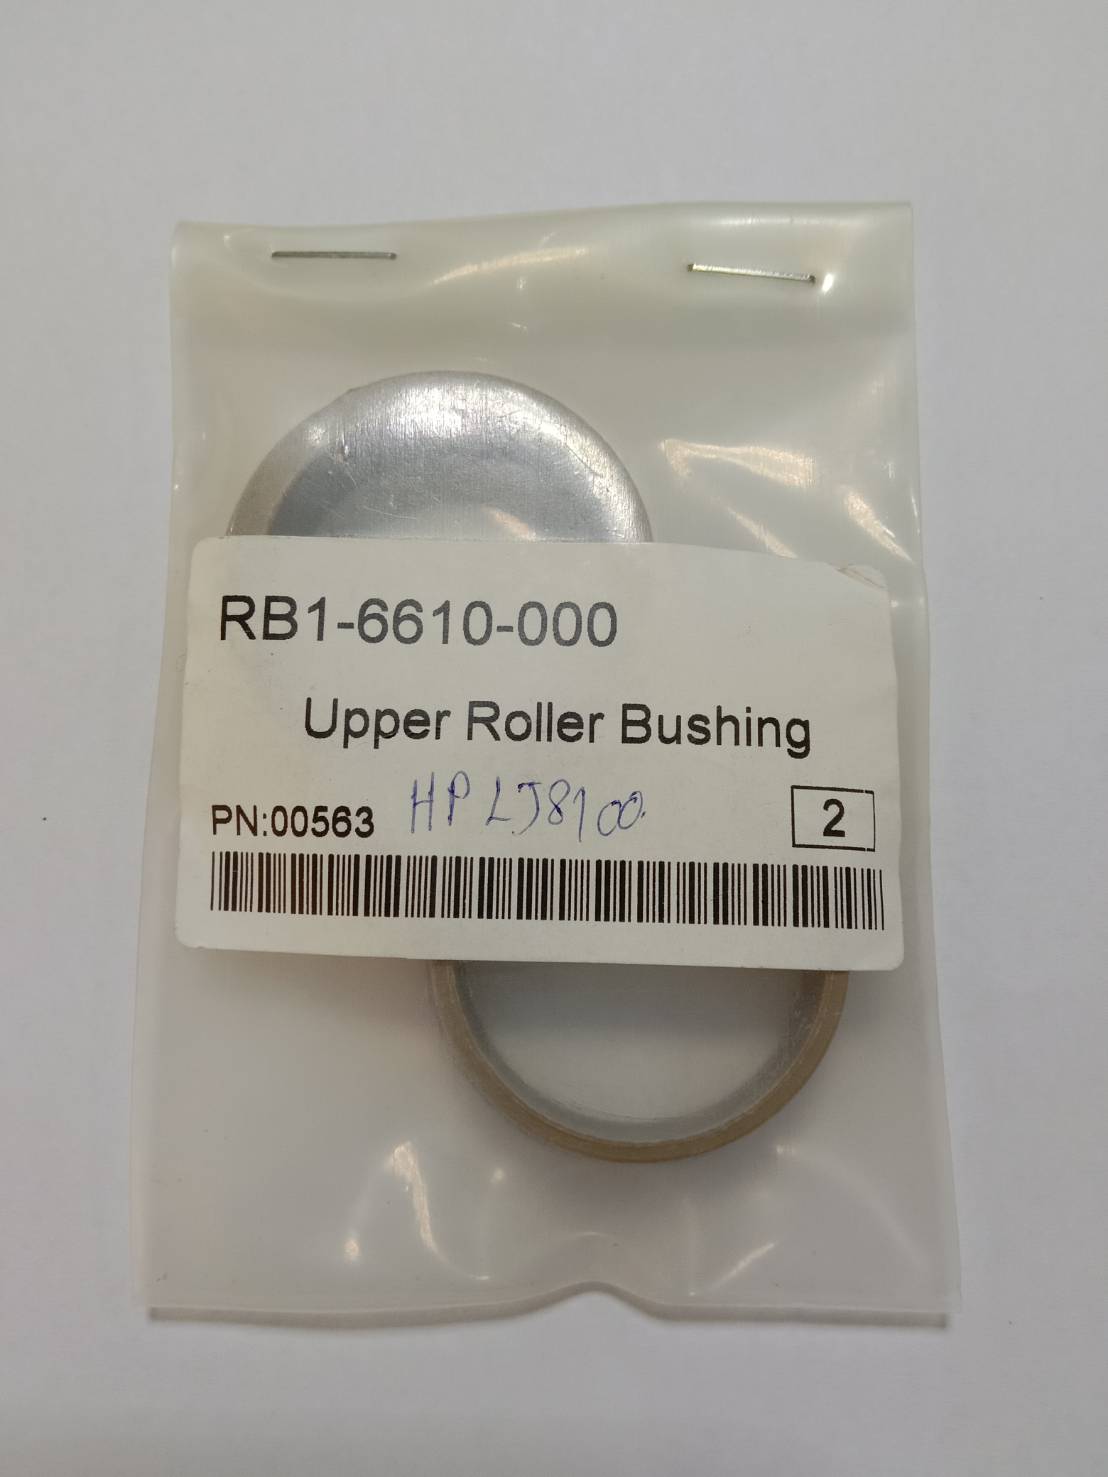 RB1-6610-000
Upper Roller Bushing
PN:00563 HP LJ8100. 2